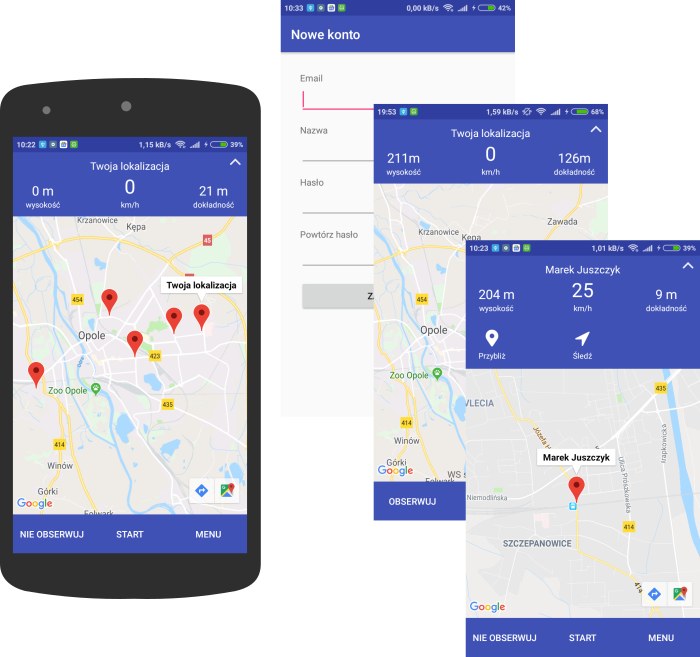 10:22
1,15 kB/s
39%
Twoja lokalizacja
0 m
0
21 m
wysokość
km/h
dokładność
Krzanowice
Kępa
45
Twoja lokalizacja
454
Opole
423
Zoo Opole
435
414
Winów
Górki
Google
Folwark
NIE OBSERWUJ
START
MENU
10:33
0,00 kB/s
42%
Nowe konto
Email
Nazwa
Hasło
Powtórz hasło
19:53
1,59 kB/s
68%
Twoja lokalizacja
211m
0
126m
wysokość
km/h
dokładność
Zawada
Krzanowice
Kępa
454
Opole
Zoo Opole
414
Winów
Górki
Google
OBSERWUJ
10:23
1,01 kB/s
39%
Marek Juszczyk
204 m
25
9 m
wysokość
km/h
dokładność
Przybliż
Śledź
435
VLECIA
Krapkowicka
Marek Juszczyk
Ulica Prószkowska
Niemodlińska
414
SZCZEPANOWICE
414
Google
NIE OBSERWUJ
START
MENU